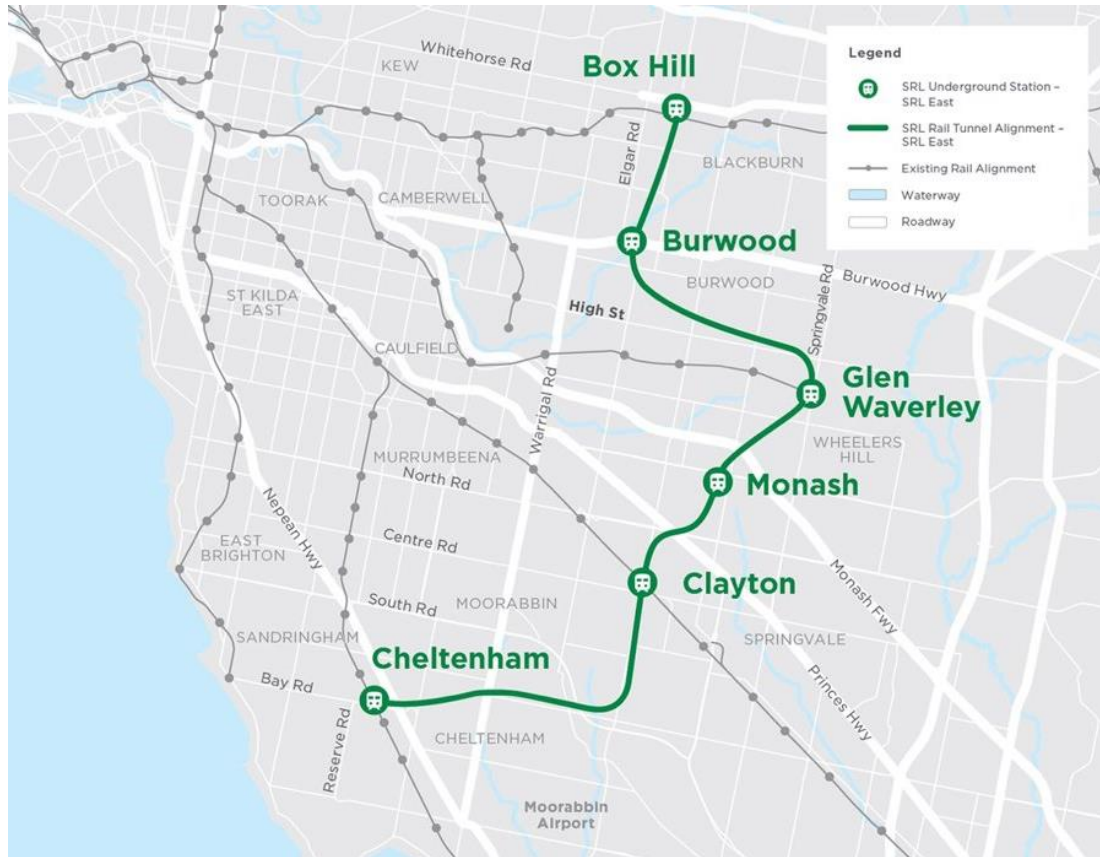 Whitehorse Rd
KEW
Box Hill
Elgar Rd
BLACKBURN
TOORAK
CAMBERWELL
Burwood
BURWOOD
Burwood Hwy
Springvale Rd
High St
ST KILDA
EAST
CAULFIELD
Warrigal Rd
Glen
Waverley
WHEELERS
HILL
MURRUMBEENA
North Rd
Monash
Nepean Hwy
EAST
BRIGHTON
Centre Rd
Clayton
Monash Fwy
South Rd
MOORABBIN
SANDRINGHAM
SPRINGVALE
Cheltenham
Bay Rd
Princes Hwy
Reserve Rd
CHELTENHAM
Moorabbin
Airport
Legend
SRL Underground Station –
SRL East
SRL Rail Tunnel Alignment –
SRL East
Existing Rail Alignment
Waterway
Roadway